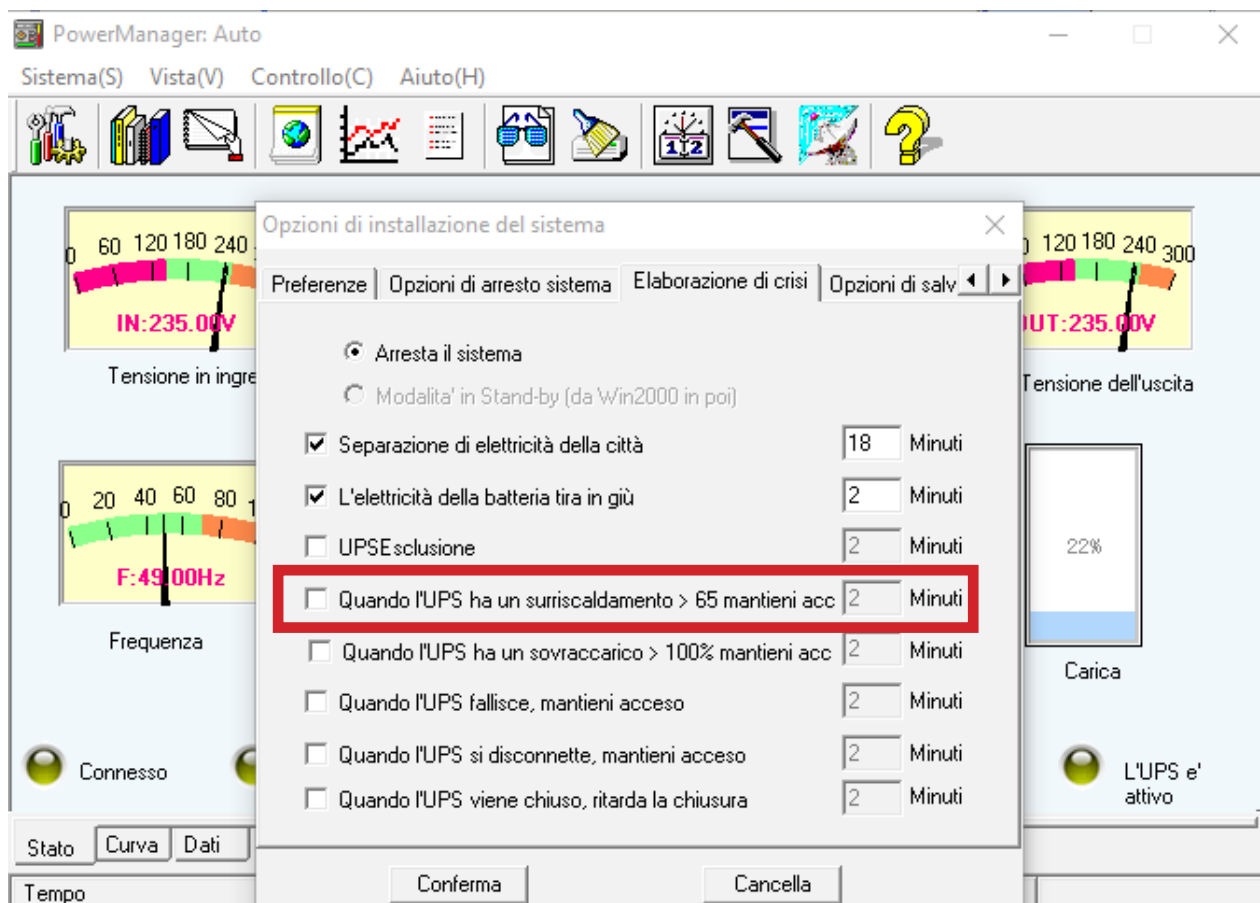 PowerManager: Auto
Sistema(S) Vista(V) Controllo(C) Aiuto(H)
0 60 120 180 240
IN:235.00V
Tensione in ingre
0 20 40 60 80 1
F:49.00Hz
Frequenza
Connesso
Opzioni di installazione del sistema
Preferenze Opzioni di arresto sistema Elaborazione di crisi Opzioni di salv
Arresta il sistema
Modalita' in Stand-by (da Win2000 in poi)
Separazione di elettricità della città 18 Minuti
L'elettricità della batteria tira in giù 2 Minuti
UPSEsclusione 2 Minuti
Quando l'UPS ha un surriscaldamento > 65 mantieni acc 2 Minuti
Quando l'UPS ha un sovraccarico > 100% mantieni acc 2 Minuti
Quando l'UPS fallisce, mantieni acceso 2 Minuti
Quando l'UPS si disconnette, mantieni acceso 2 Minuti
Quando l'UPS viene chiuso, ritarda la chiusura 2 Minuti
Conferma Cancella
120 180 240 300
OUT:235.00V
Tensione dell'uscita
22%
Carica
L'UPS e'
attivo
Stato Curva Dati
Tempo